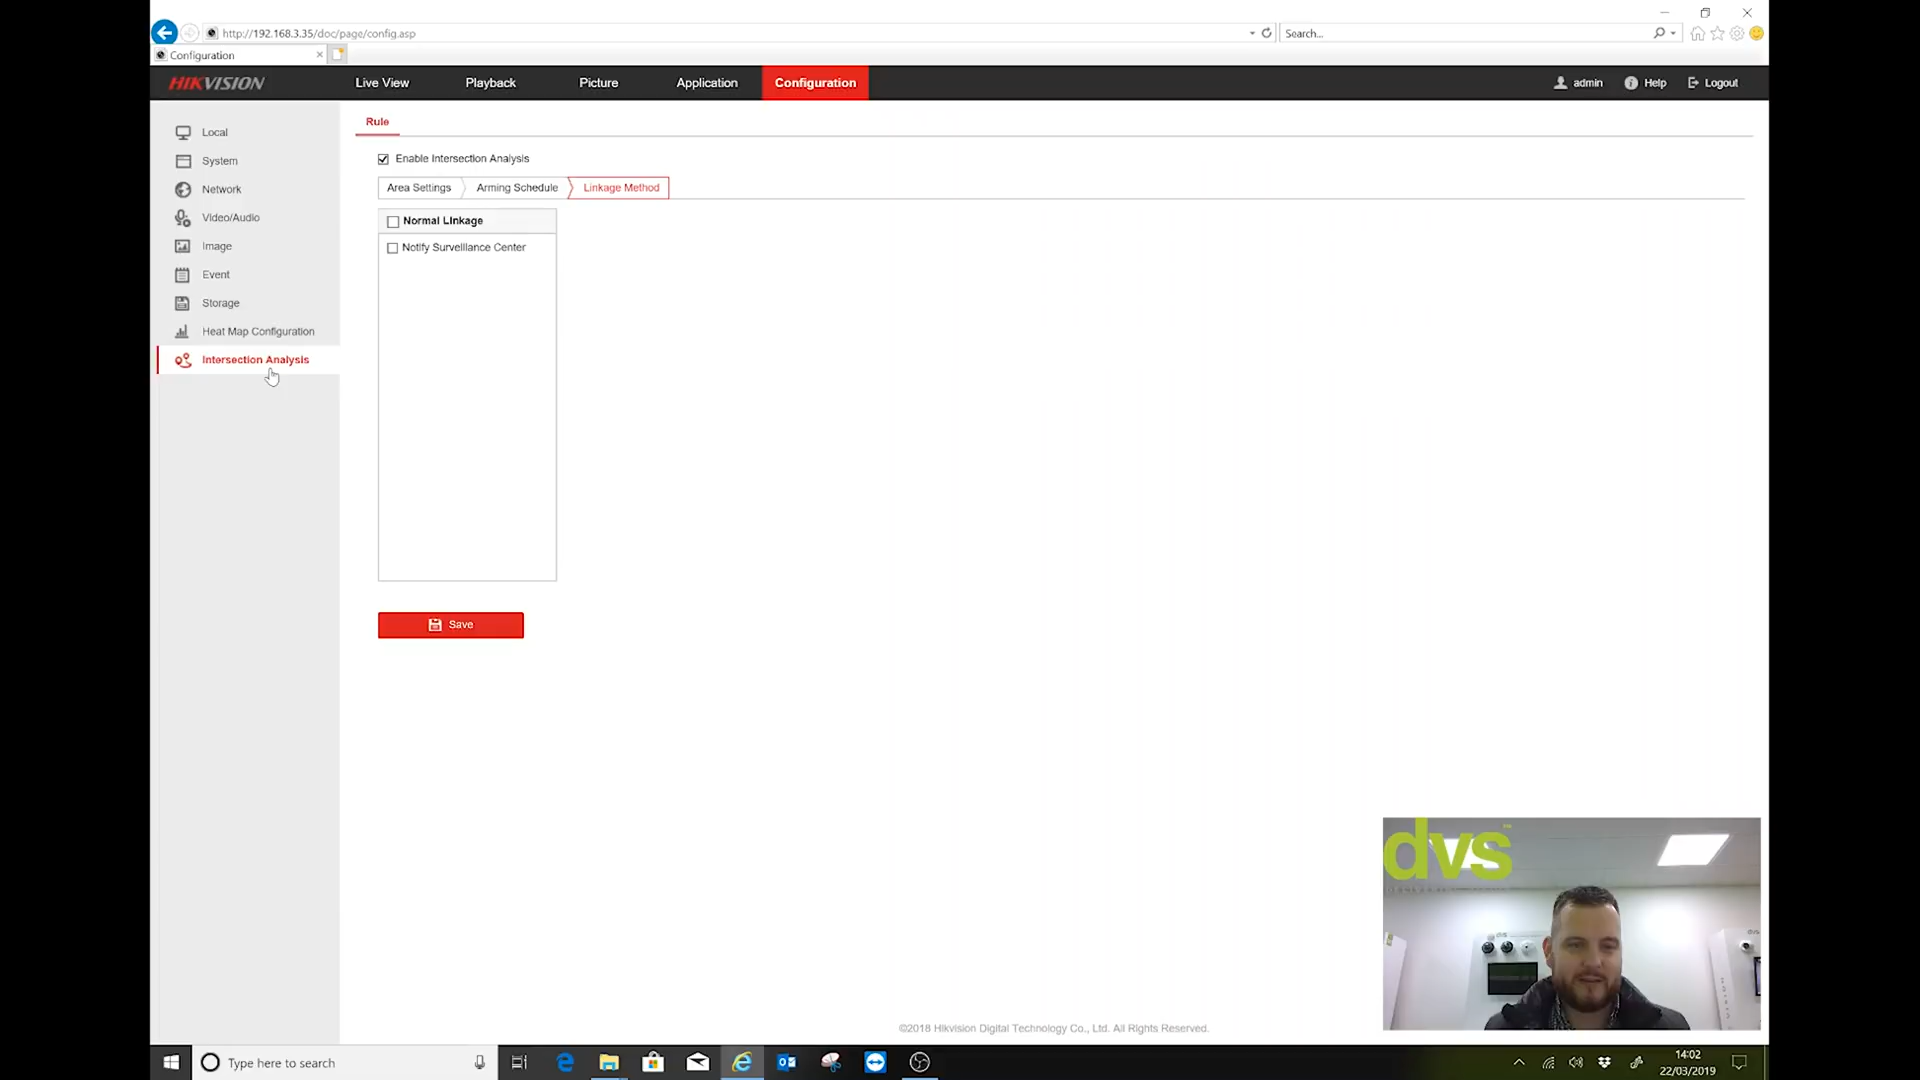 http://192.168.3.35/doc/page/config.asp
Search...
Configuration
HIKVISION
Live View
Playback
Picture
Application
Configuration
admin
Help
Logout
Local
System
Network
Video/Audio
Image
Event
Storage
Heat Map Configuration
Intersection Analysis
Rule
Enable Intersection Analysis
Area Settings
Arming Schedule
Linkage Method
Normal Linkage
Notify Surveillance Center
Save
dvs
©2018 Hikvision Digital Technology Co., Ltd. All Rights Reserved.
Type here to search
14:02
22/03/2019